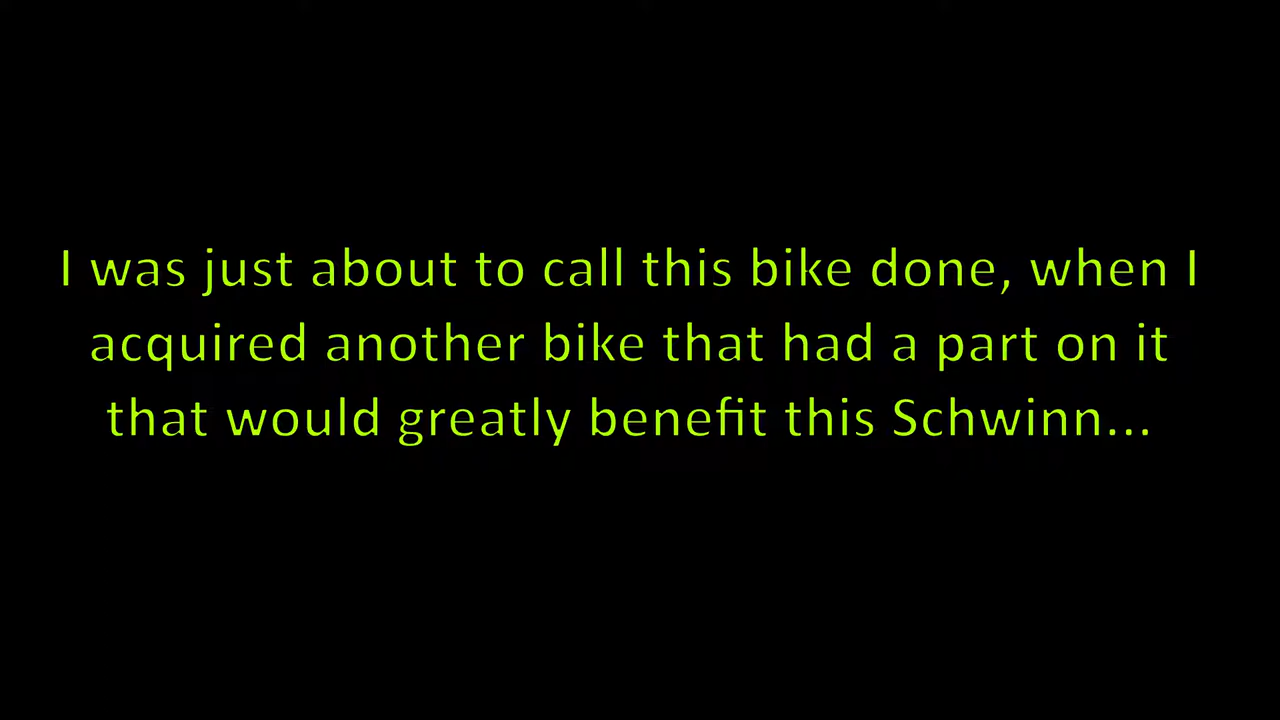 I was just about to call this bike done, when I
acquired another bike that had a part on it
that would greatly benefit this Schwinn...